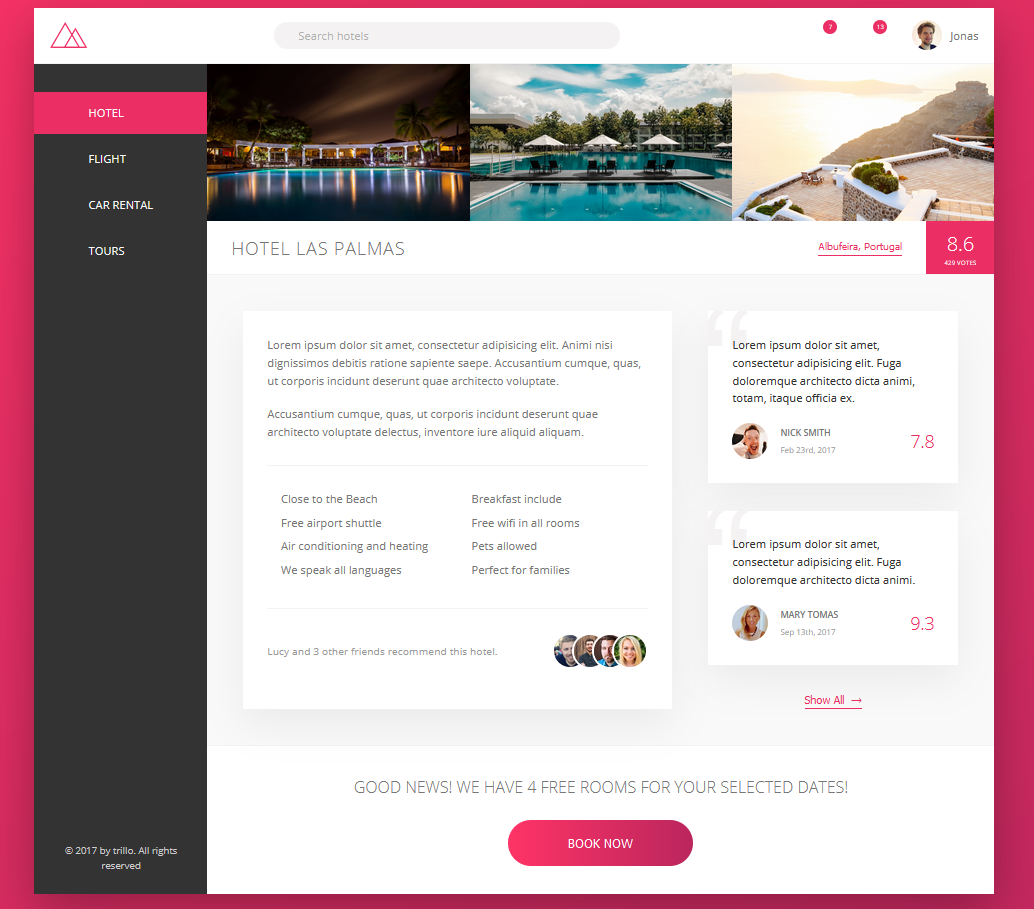 Search hotels
7
13
Jonas
HOTEL
FLIGHT
CAR RENTAL
TOURS
© 2017 by trillo. All rights
reserved
HOTEL LAS PALMAS
Albufeira, Portugal
8.6
429 VOTES
Lorem ipsum dolor sit amet, consectetur adipisicing elit. Animi nisi
dignissimos debitis ratione sapiente saepe. Accusantium cumque, quas,
ut corporis incidunt deserunt quae architecto voluptate.
Accusantium cumque, quas, ut corporis incidunt deserunt quae
architecto voluptate delectus, inventore iure aliquid aliquam.
Close to the Beach
Breakfast include
Free airport shuttle
Free wifi in all rooms
Air conditioning and heating
Pets allowed
We speak all languages
Perfect for families
Lucy and 3 other friends recommend this hotel.
Lorem ipsum dolor sit amet,
consectetur adipisicing elit. Fuga
doloremque architecto dicta animi,
totam, itaque officia ex.
NICK SMITH
Feb 23rd, 2017
7.8
Lorem ipsum dolor sit amet,
consectetur adipisicing elit. Fuga
doloremque architecto dicta animi.
MARY TOMAS
Sep 13th, 2017
9.3
Show All →
GOOD NEWS! WE HAVE 4 FREE ROOMS FOR YOUR SELECTED DATES!
BOOK NOW